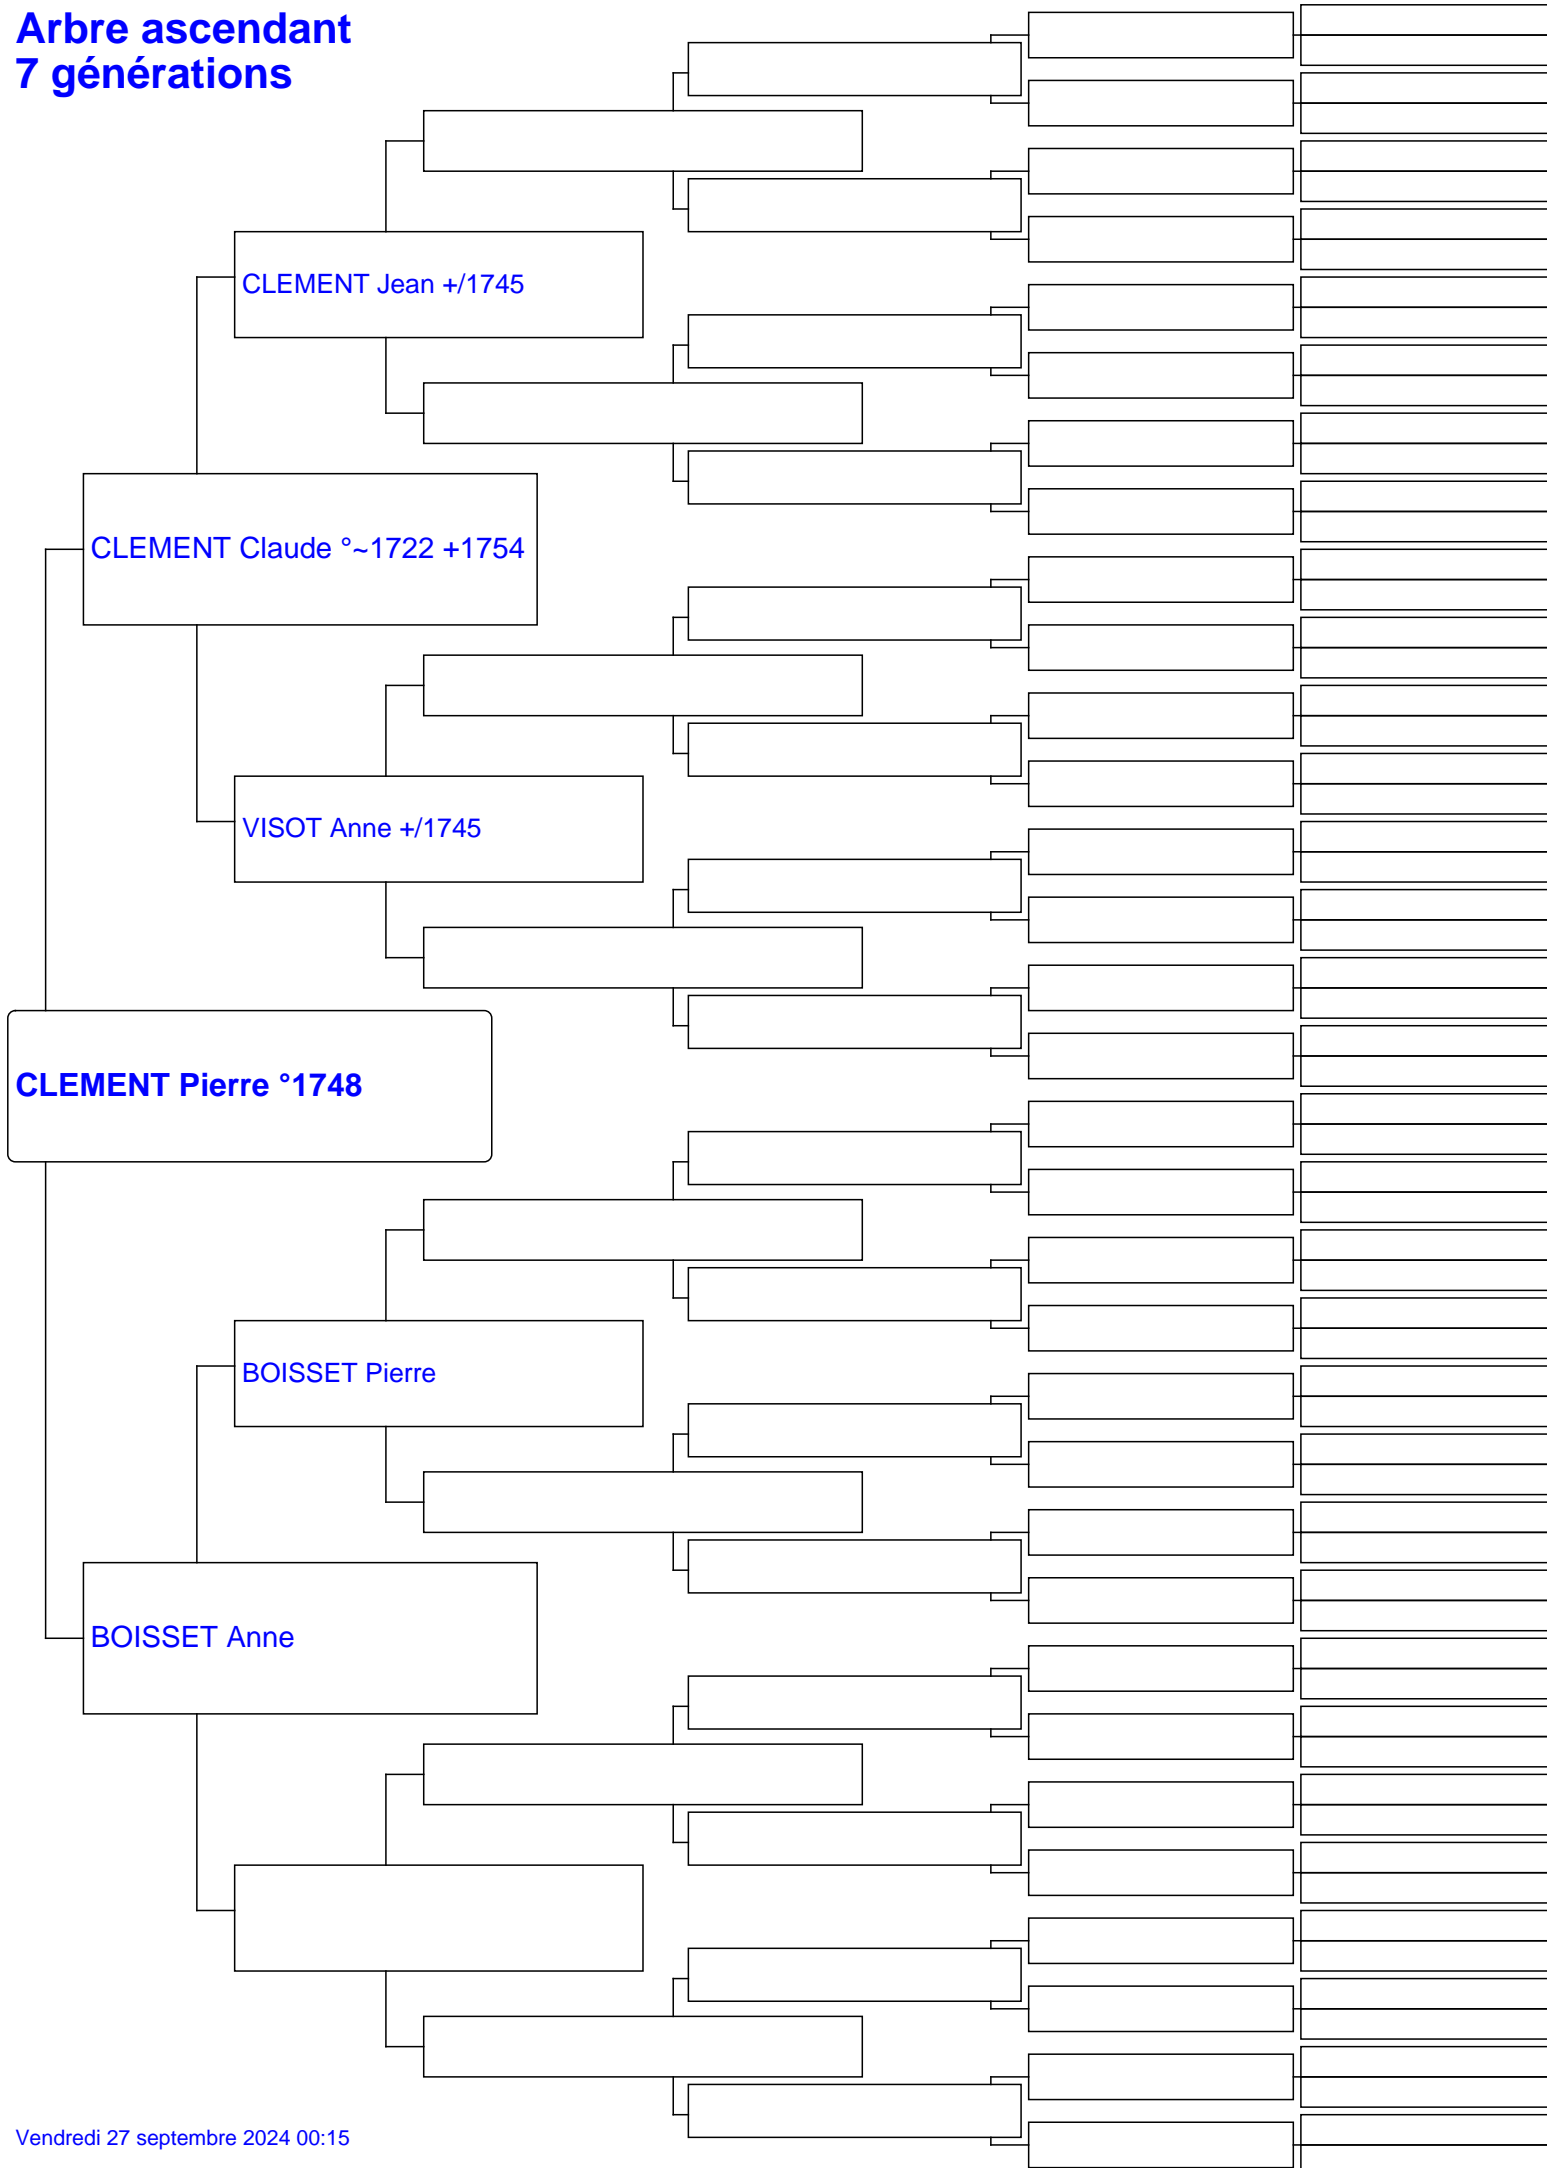 Arbre ascendant
7 générations
CLEMENT Jean +/1745
CLEMENT Claude °~1722 +1754
VISOT Anne +/1745
CLEMENT Pierre °1748
BOISSET Pierre
BOISSET Anne
Vendredi 27 septembre 2024 00:15